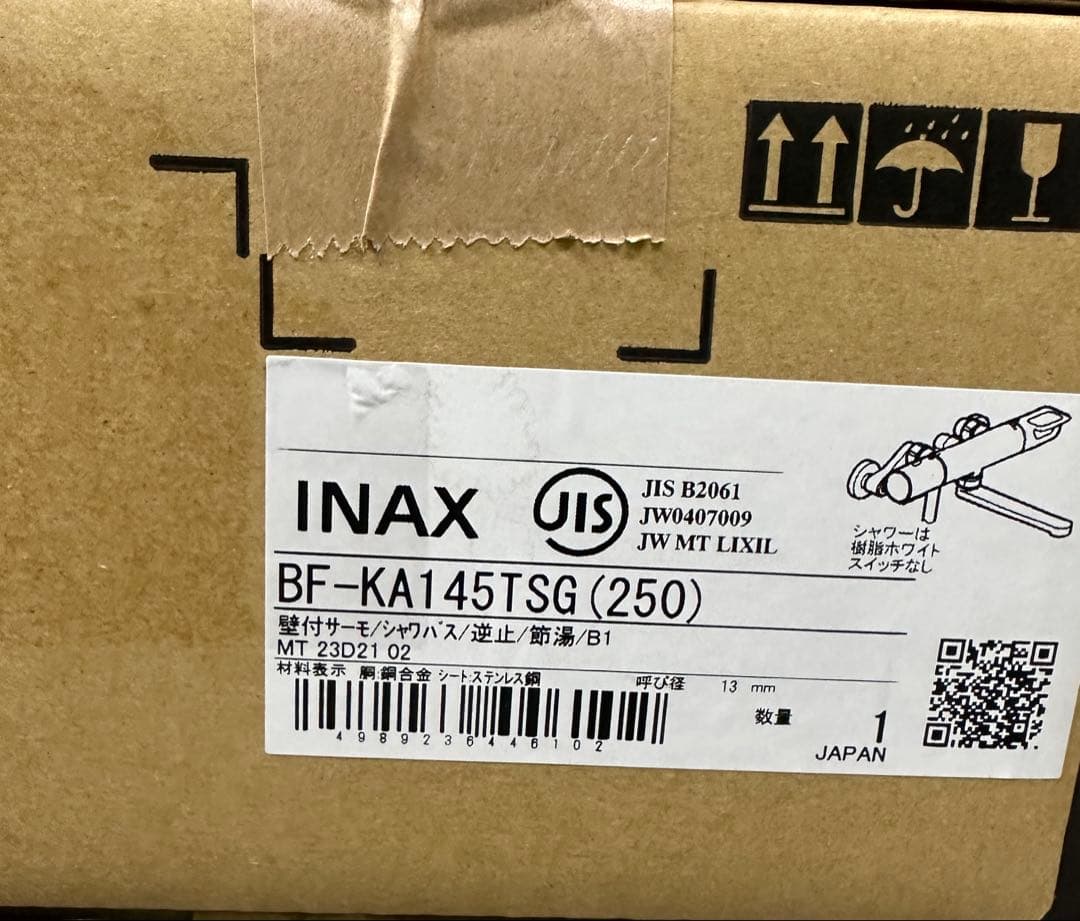 INAX
JIS
JIS B2061
JW0407009
JW MT LIXIL
シャワーは
樹脂ホワイト
スイッチなし
BF-KA145TSG(250)
壁付サーモ/シャワバス/逆止/節湯/B1
MT 23D21 02
材料表示 胴:銅合金 シート:ステンレス鋼 呼び径 13 mm
4989236446102
数量 1
JAPAN